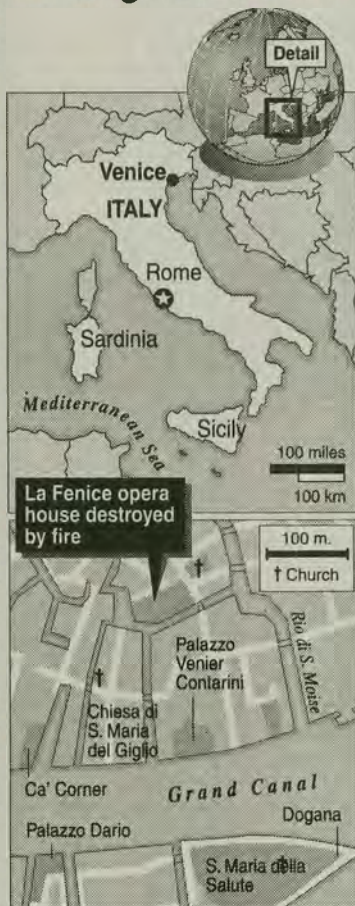 Detail
Venice
ITALY
Rome
Sardinia
Mediterranean Sea
Sicily
100 miles
100 km
La Fenice opera
house destroyed
by fire
100 m.
† Church
Rio di S. Moise
Palazzo
Venier
Contarini
Chiesa di
S. Maria
del Giglio
Ca' Corner
Grand Canal
Dogana
Palazzo Dario
S. Maria della
Salute